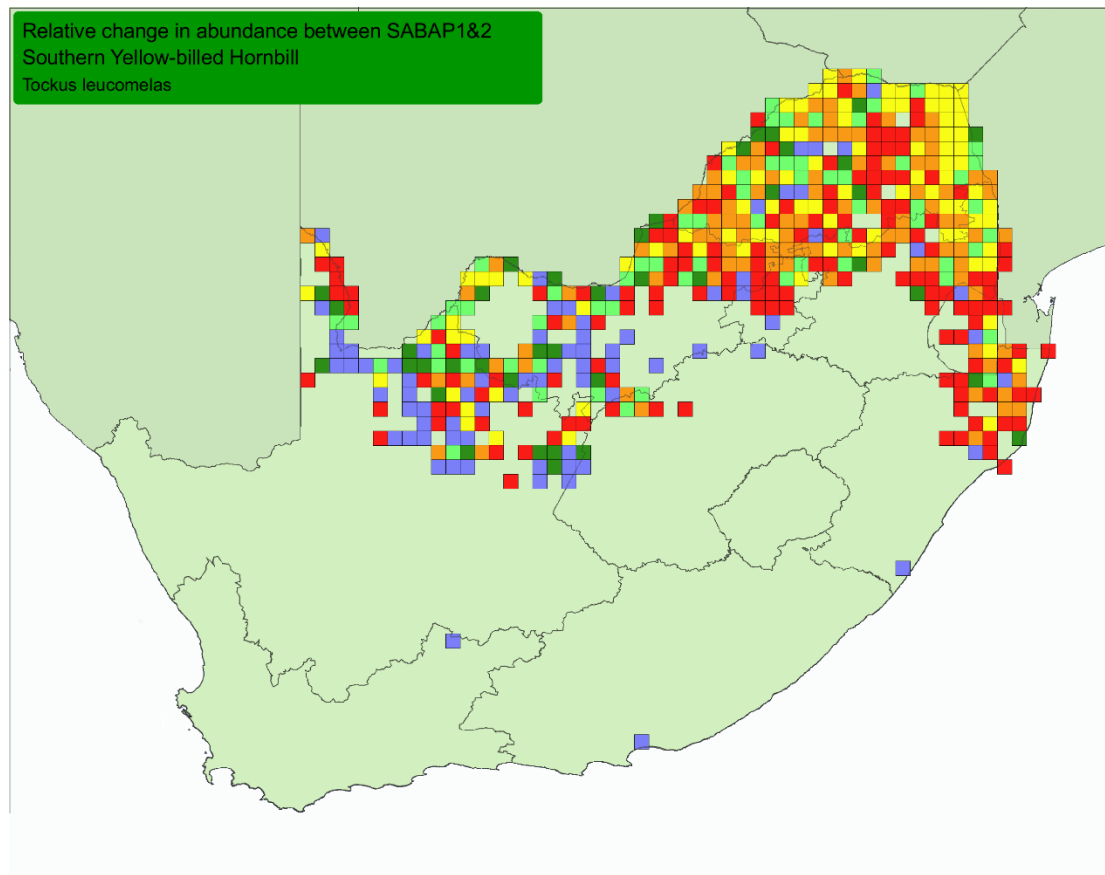 Relative change in abundance between SABAP1&2
Southern Yellow-billed Hornbill
Tockus leucomelas